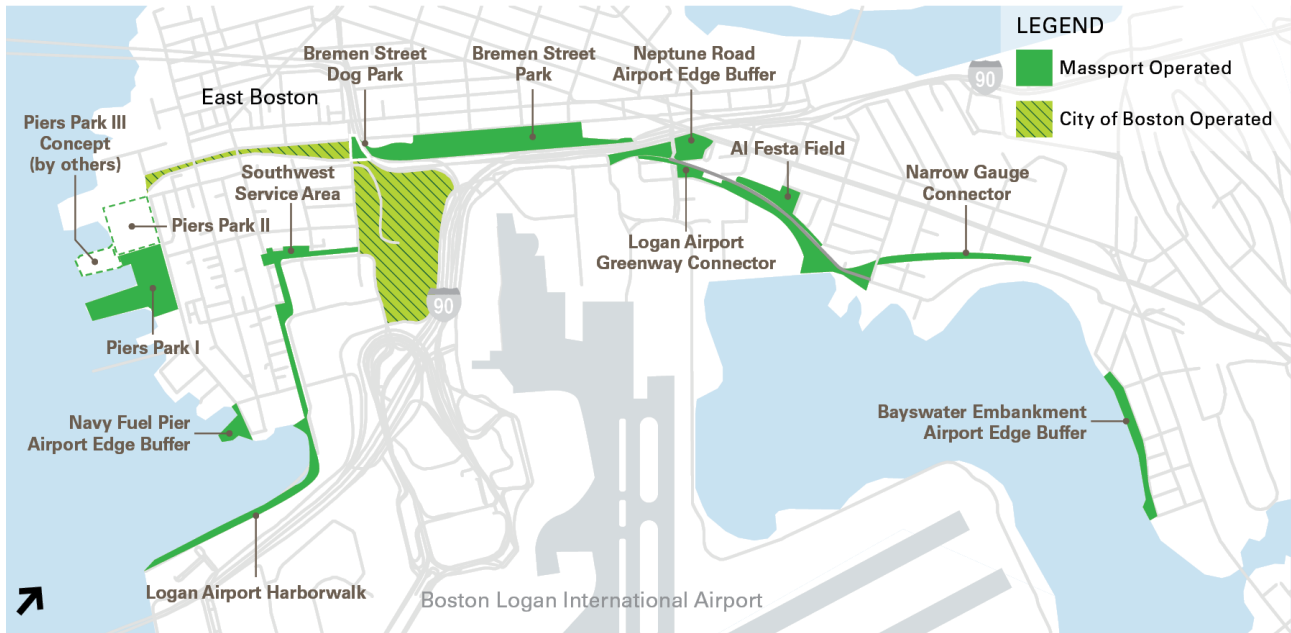 LEGEND
Massport Operated
City of Boston Operated
90
Bremen Street
Dog Park
Bremen Street
Park
Neptune Road
Airport Edge Buffer
East Boston
Piers Park III
Concept
(by others)
Al Festa Field
Southwest
Service Area
Narrow Gauge
Connector
Piers Park II
Logan Airport
Greenway Connector
90
Piers Park I
Navy Fuel Pier
Airport Edge Buffer
Bayswater Embankment
Airport Edge Buffer
Logan Airport Harborwalk
Boston Logan International Airport